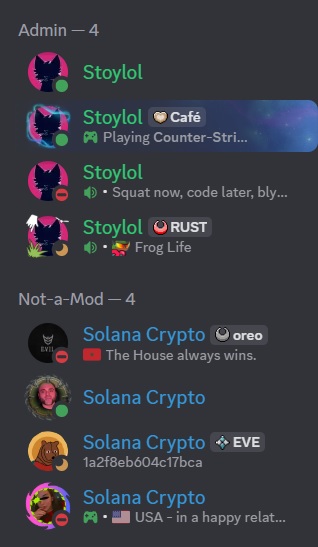 Admin — 4
Stoylol
Stoylol Café
Playing Counter-Stri...
Stoylol
• Squat now, code later, bly...
Stoylol RUST
• Frog Life
Not-a-Mod — 4
Solana Crypto oreo
The House always wins.
Solana Crypto
Solana Crypto EVE
1a2f8eb604c17bca
Solana Crypto
• USA - in a happy relat...